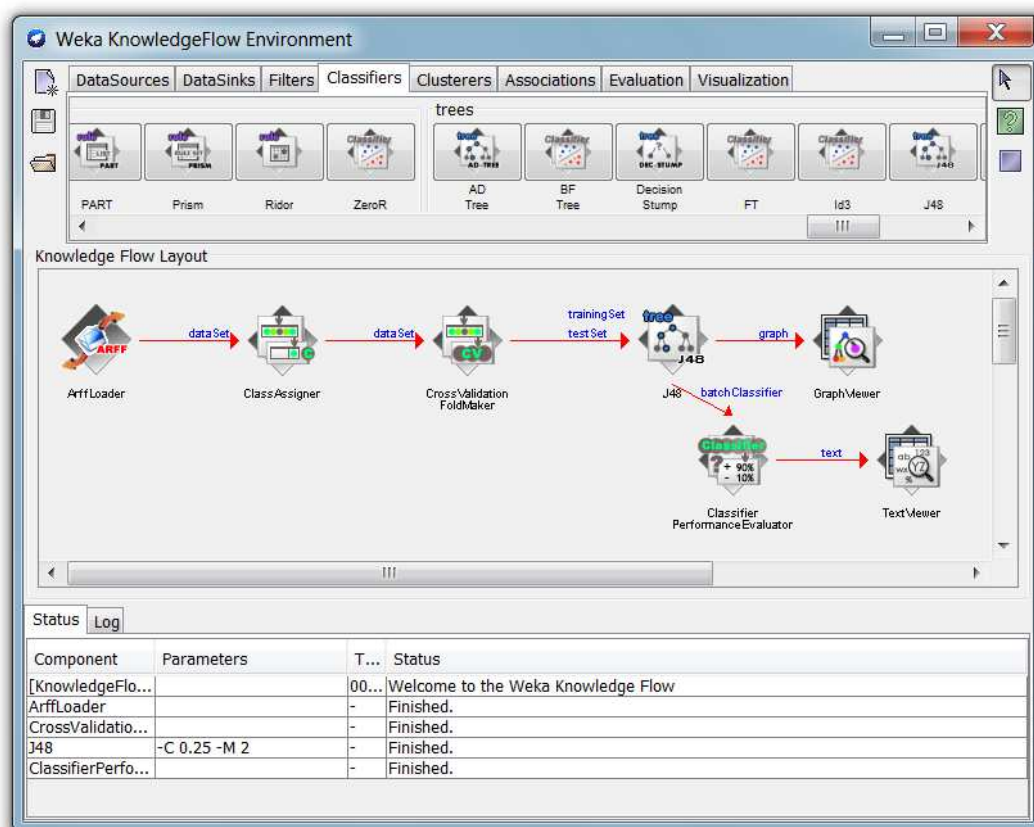 Weka KnowledgeFlow Environment
DataSources DataSinks Filters Classifiers Clusterers Associations Evaluation Visualization
trees
PART Prism Ridor ZeroR AD Tree BF Tree Decision Stump FT Id3 J48
Knowledge Flow Layout
dataSet dataSet trainingSet testSet graph
ArffLoader ClassAssigner CrossValidation FoldMaker J48 batchClassifier GraphViewer
text
Classifier PerformanceEvaluator TextViewer
Status Log
Component Parameters T... Status
[KnowledgeFlo... 00... Welcome to the Weka Knowledge Flow
ArffLoader - Finished.
CrossValidatio... - Finished.
J48 -C 0.25 -M 2 - Finished.
ClassifierPerfo... - Finished.